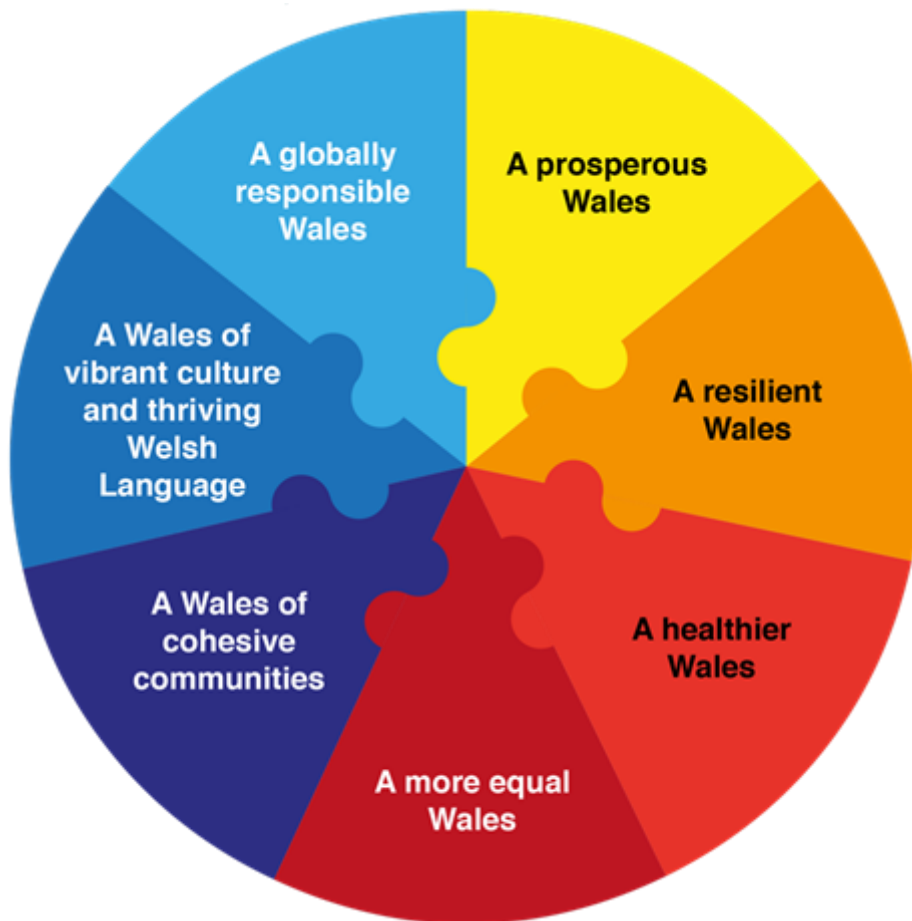 A prosperous
Wales
A resilient
Wales
A healthier
Wales
A more equal
Wales
A Wales of
cohesive
communities
A Wales of
vibrant culture
and thriving
Welsh
Language
A globally
responsible
Wales